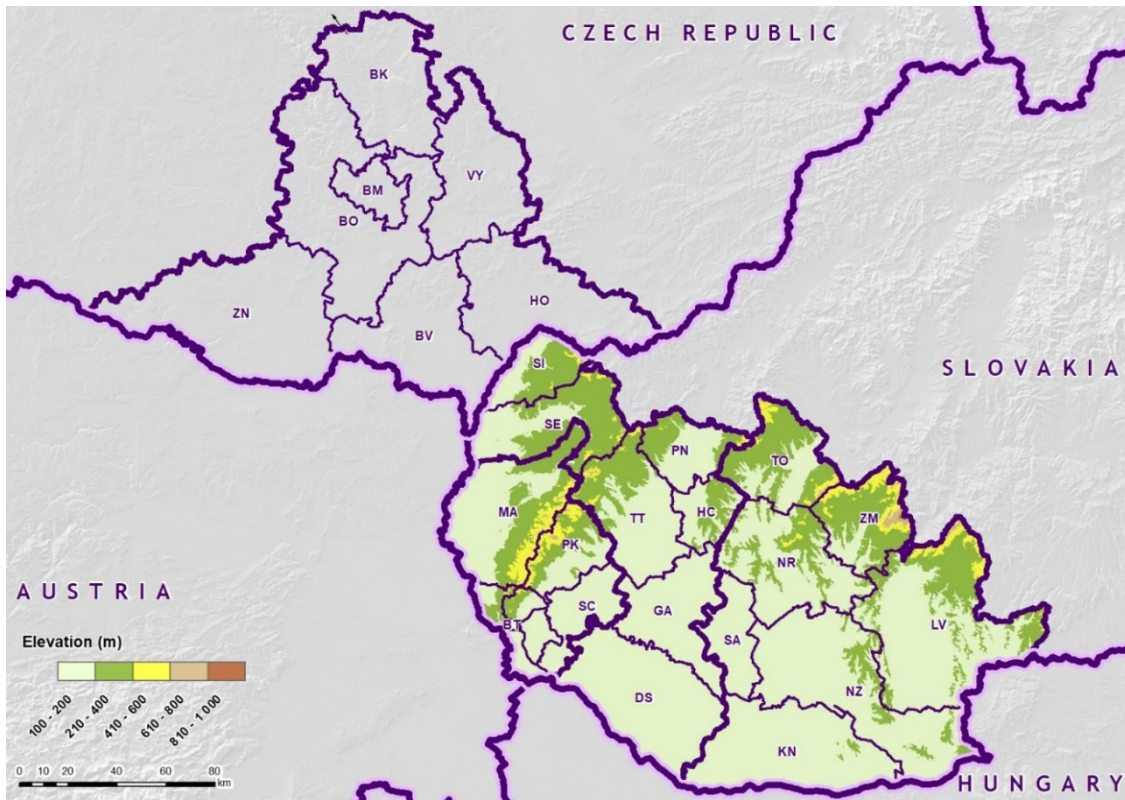 CZECH REPUBLIC
BK
BM
VY
BO
ZN
HO
BV
SI
SLOVAKIA
SE
PN
TO
MA
TT
HC
ZM
PK
NR
AUSTRIA
SC
GA
BT
SA
LV
Elevation (m)
DS
NZ
100 - 200
210 - 400
410 - 600
610 - 800
810 - 1 000
KN
0 10 20 40 60 80
km
HUNGARY